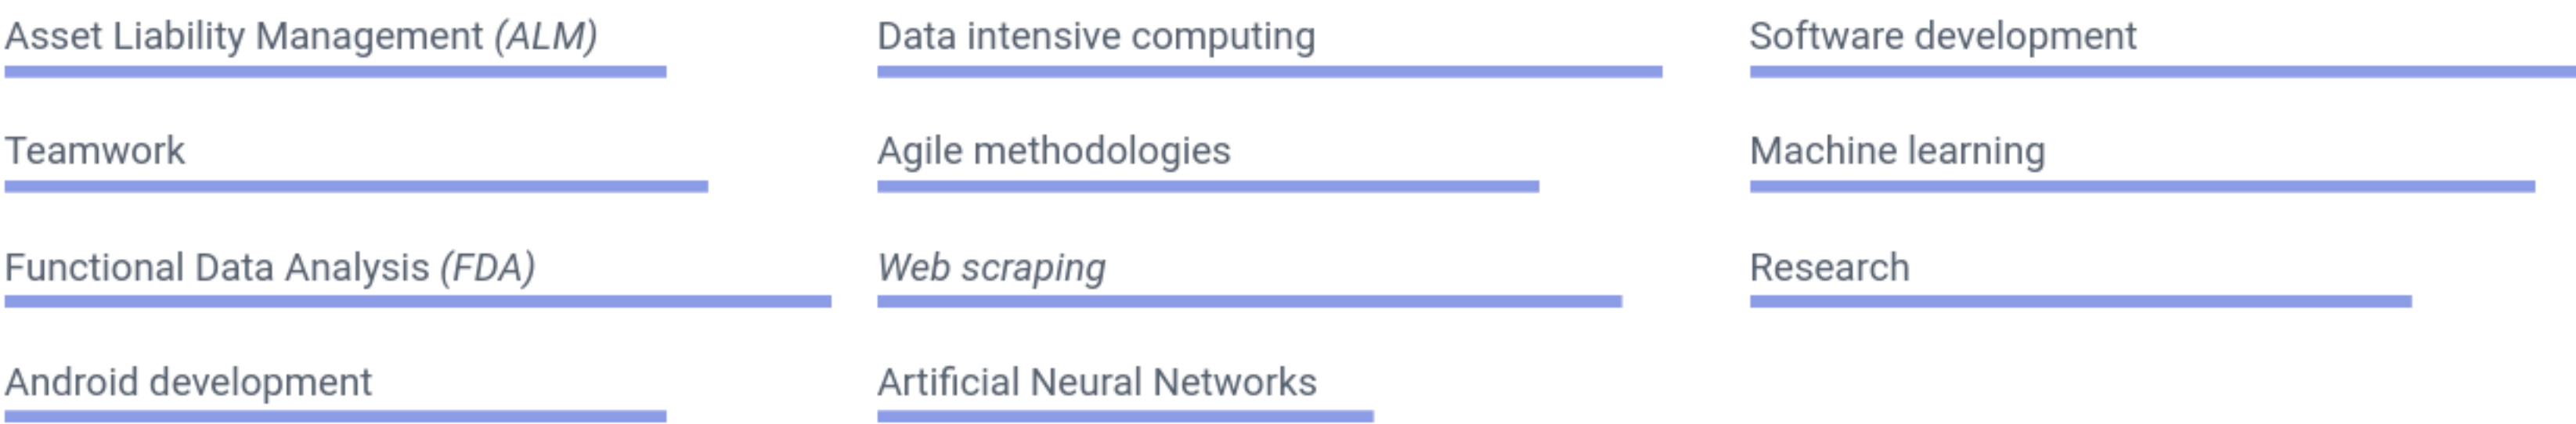 Asset Liability Management (ALM)
Data intensive computing
Software development
Teamwork
Agile methodologies
Machine learning
Functional Data Analysis (FDA)
Web scraping
Research
Android development
Artificial Neural Networks